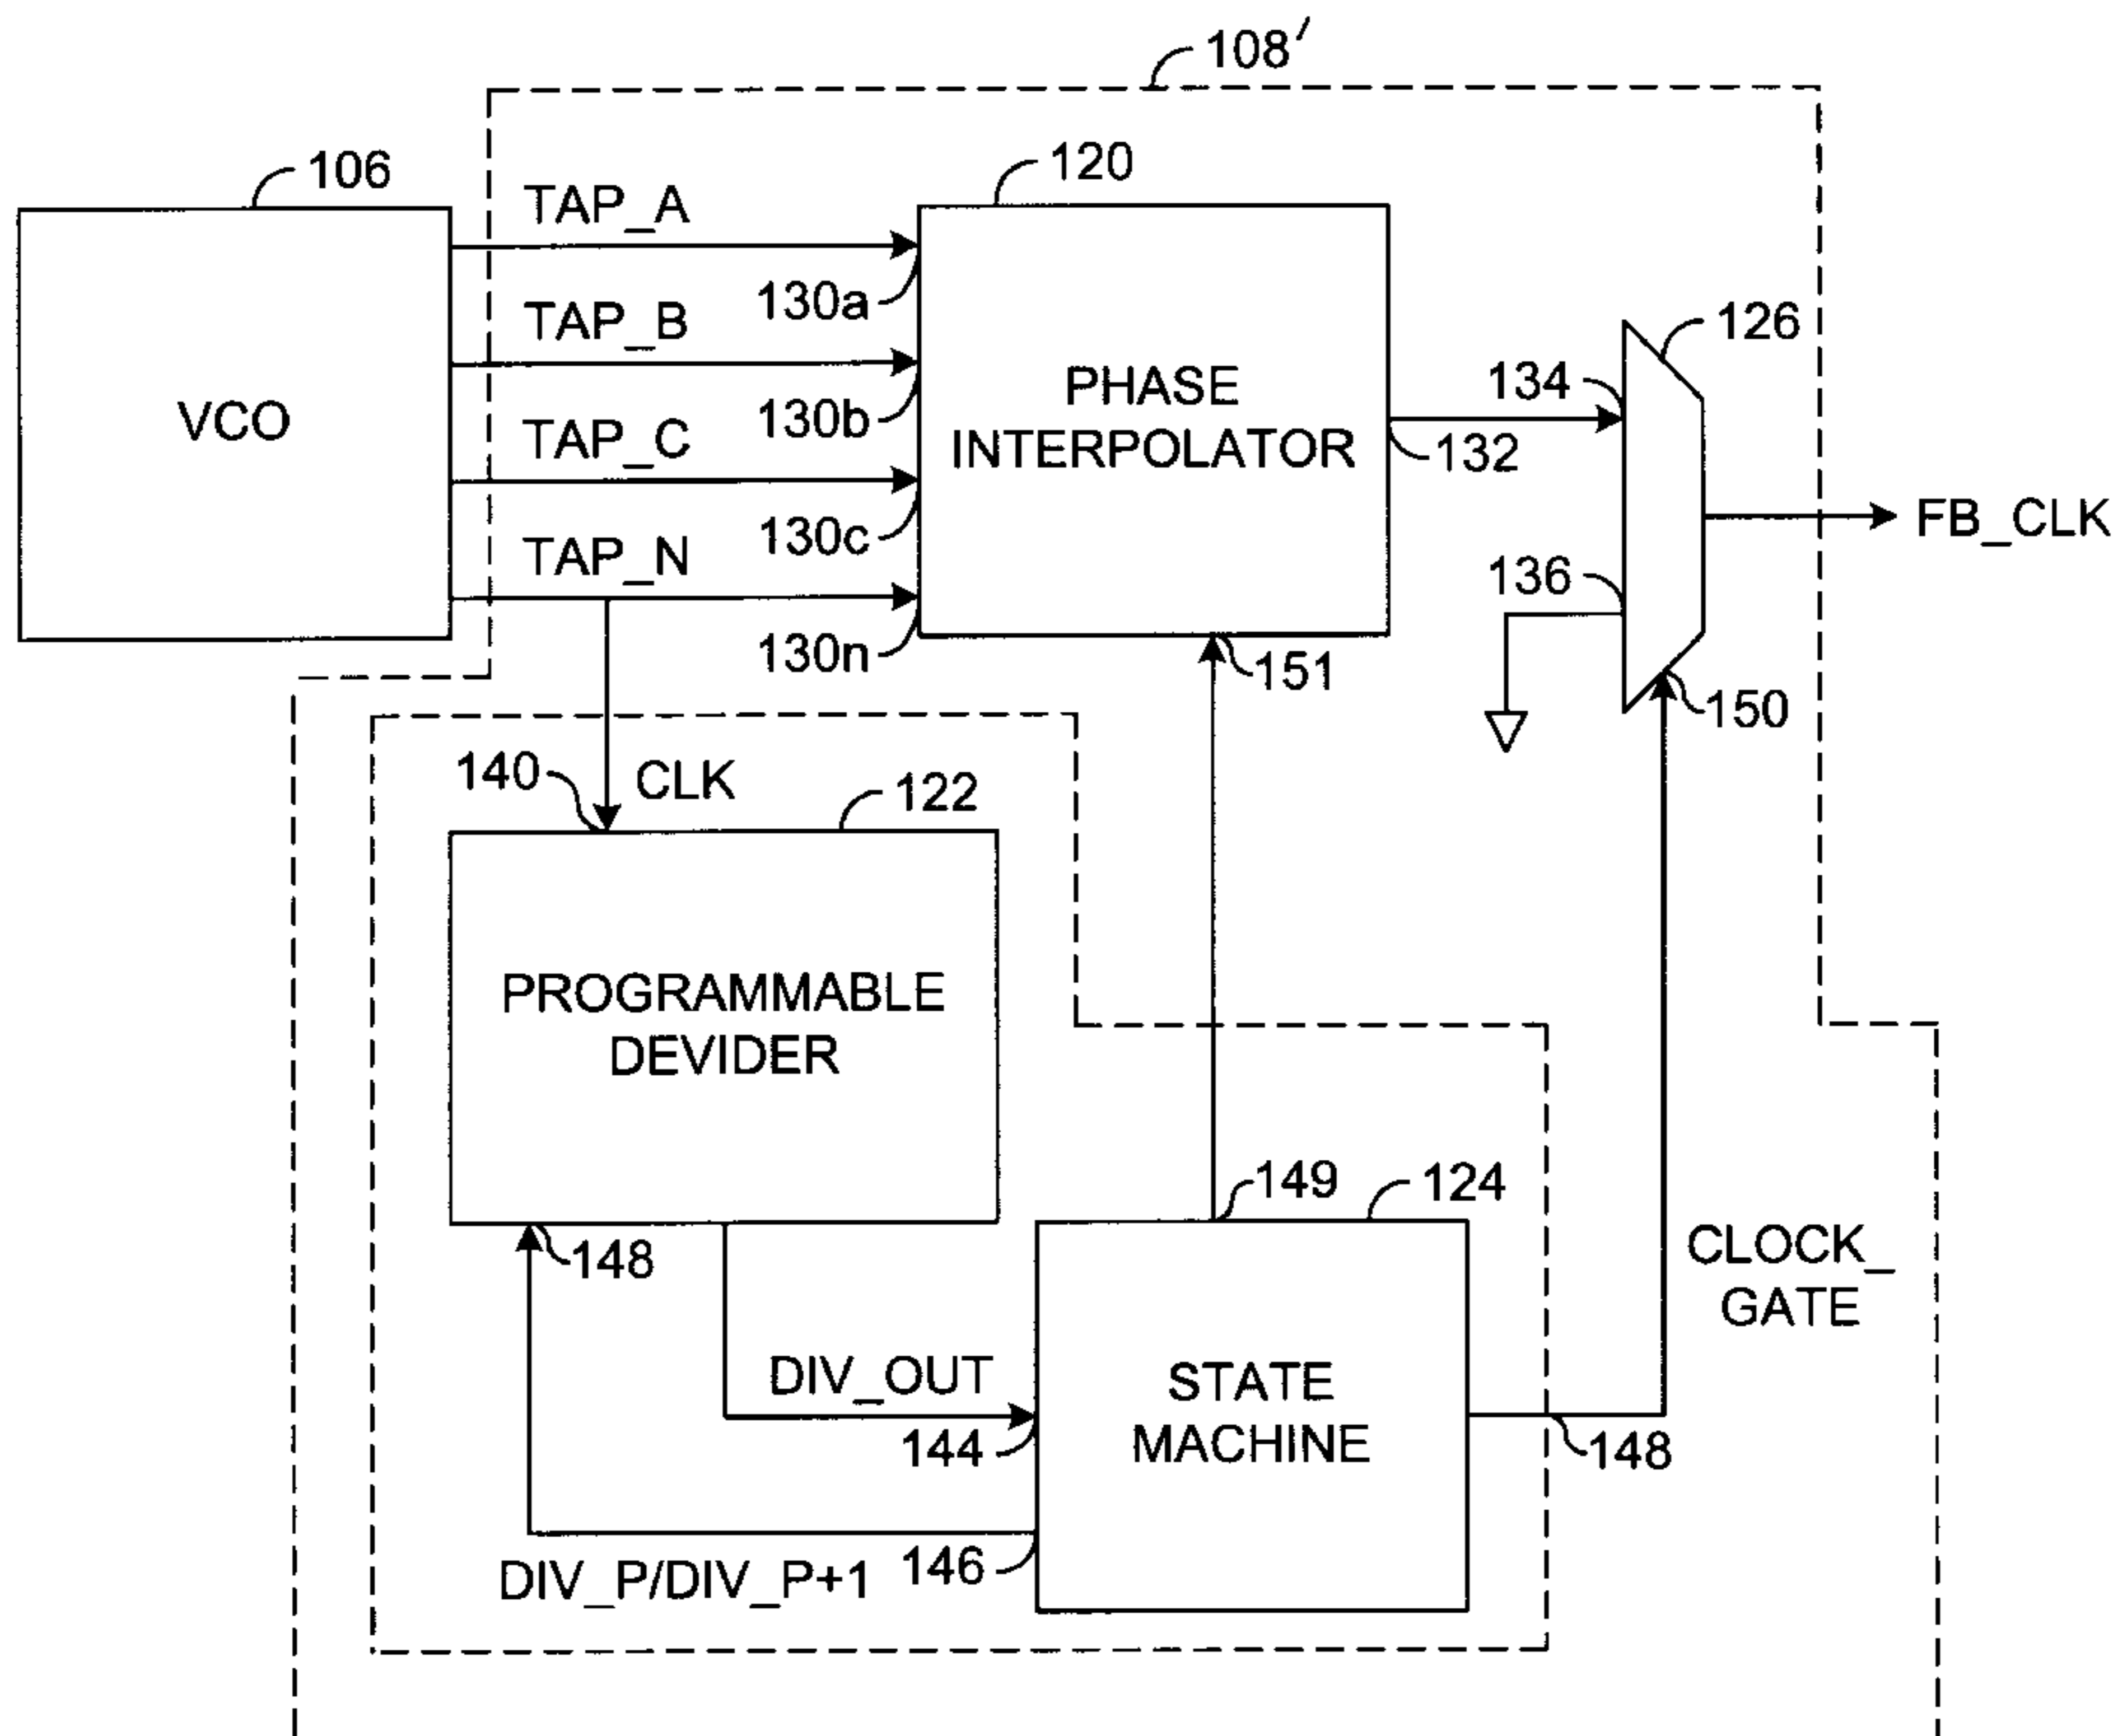 108'
106
120
TAP_A
130a
TAP_B
126
VCO
PHASE
INTERPOLATOR
134
130b
132
TAP_C
130c
FB_CLK
TAP_N
136
130n
151
150
140
CLK
122
PROGRAMMABLE
DEVIDER
149
124
148
CLOCK_
GATE
DIV_OUT
STATE
MACHINE
144
148
DIV_P/DIV_P+1
146